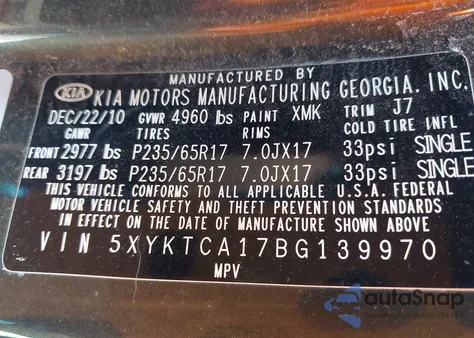 MANUFACTURED BY
KIA KIA MOTORS MANUFACTURING GEORGIA. INC.
DEC/22/10 GVWR 4960 lbs PAINT XMK TRIM J7
GAWR TIRES RIMS COLD TIRE INFL
FRONT 2977 lbs P235/65R17 7.0JX17 33psi SINGLE
REAR 3197 lbs P235/65R17 7.0JX17 33psi SINGLE
THIS VEHICLE CONFORMS TO ALL APPLICABLE U.S.A. FEDERAL
MOTOR VEHICLE SAFETY AND THEFT PREVENTION STANDARDS
IN EFFECT ON THE DATE OF MANUFACTURE SHOWN ABOVE
VIN 5XYKTCA17BG139970
MPV
autoSnap